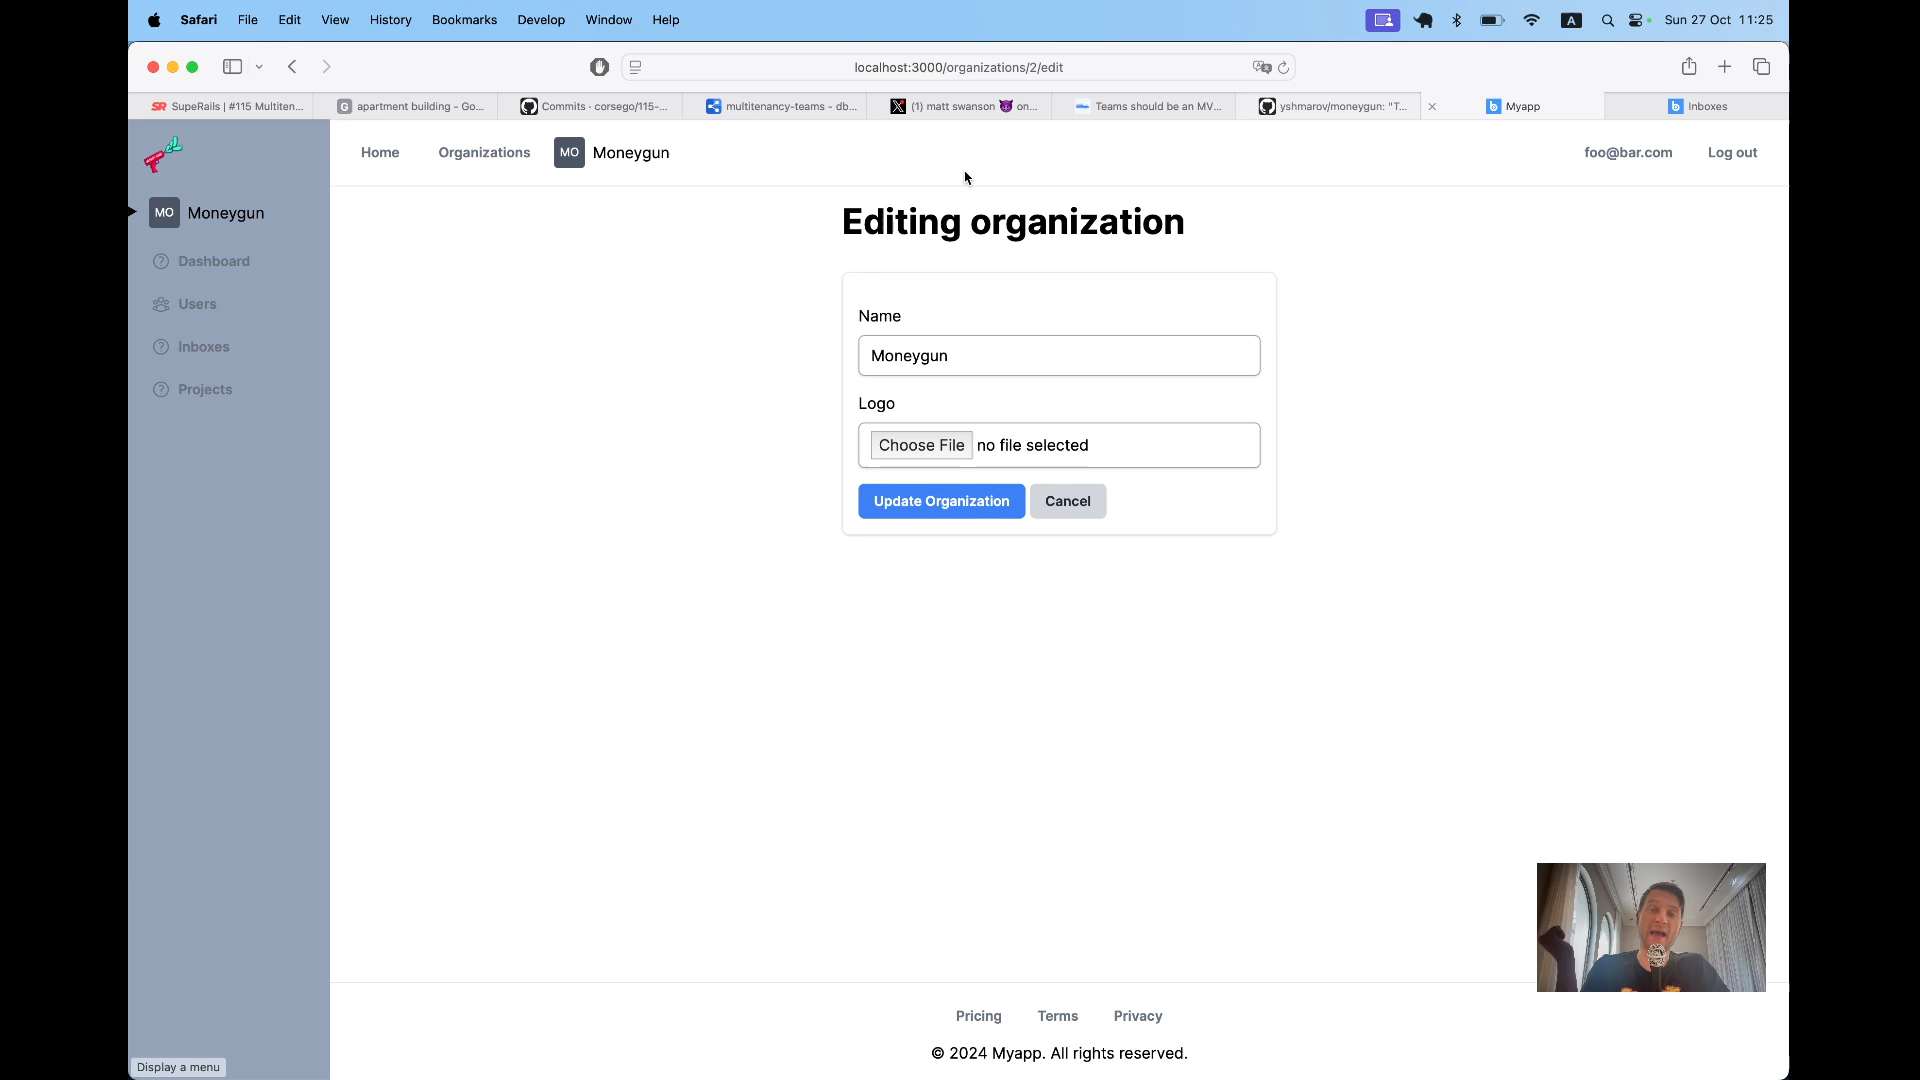 Safari File Edit View History Bookmarks Develop Window Help A Sun 27 Oct 11:25
localhost:3000/organizations/2/edit
SR SupeRails | #115 Multiten... G apartment building - Go... Commits · corsego/115-... multitenancy-teams - db... (1) matt swanson 😈 on... Teams should be an MV... yshmarov/moneygun: "T... Myapp Inboxes
Home Organizations MO Moneygun foo@bar.com Log out
MO Moneygun
Dashboard
Users
Inboxes
Projects
Editing organization
Name
Moneygun
Logo
Choose File no file selected
Update Organization Cancel
Pricing Terms Privacy
© 2024 Myapp. All rights reserved.
Display a menu